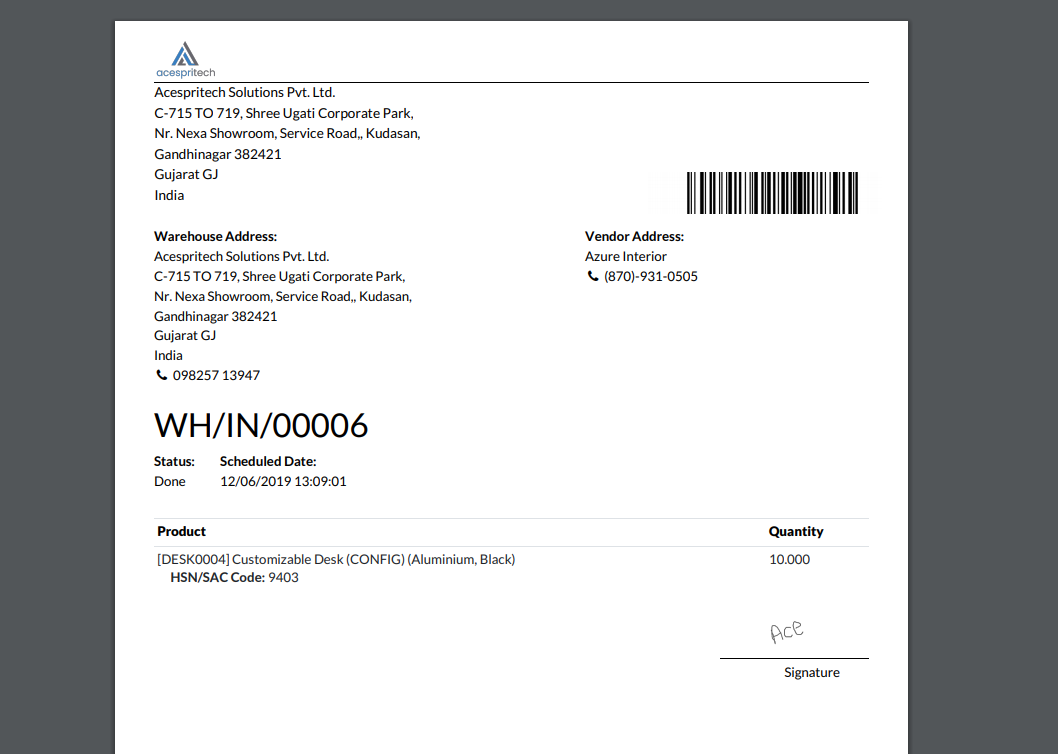 acespritech
Acespritech Solutions Pvt. Ltd.
C-715 TO 719, Shree Ugati Corporate Park,
Nr. Nexa Showroom, Service Road,, Kudasan,
Gandhinagar 382421
Gujarat GJ
India
Warehouse Address:
Acespritech Solutions Pvt. Ltd.
C-715 TO 719, Shree Ugati Corporate Park,
Nr. Nexa Showroom, Service Road,, Kudasan,
Gandhinagar 382421
Gujarat GJ
India
098257 13947
Vendor Address:
Azure Interior
(870)-931-0505
WH/IN/00006
Status: Scheduled Date:
Done 12/06/2019 13:09:01
Product Quantity
[DESK0004] Customizable Desk (CONFIG) (Aluminium, Black) 10.000
HSN/SAC Code: 9403
Ace
Signature